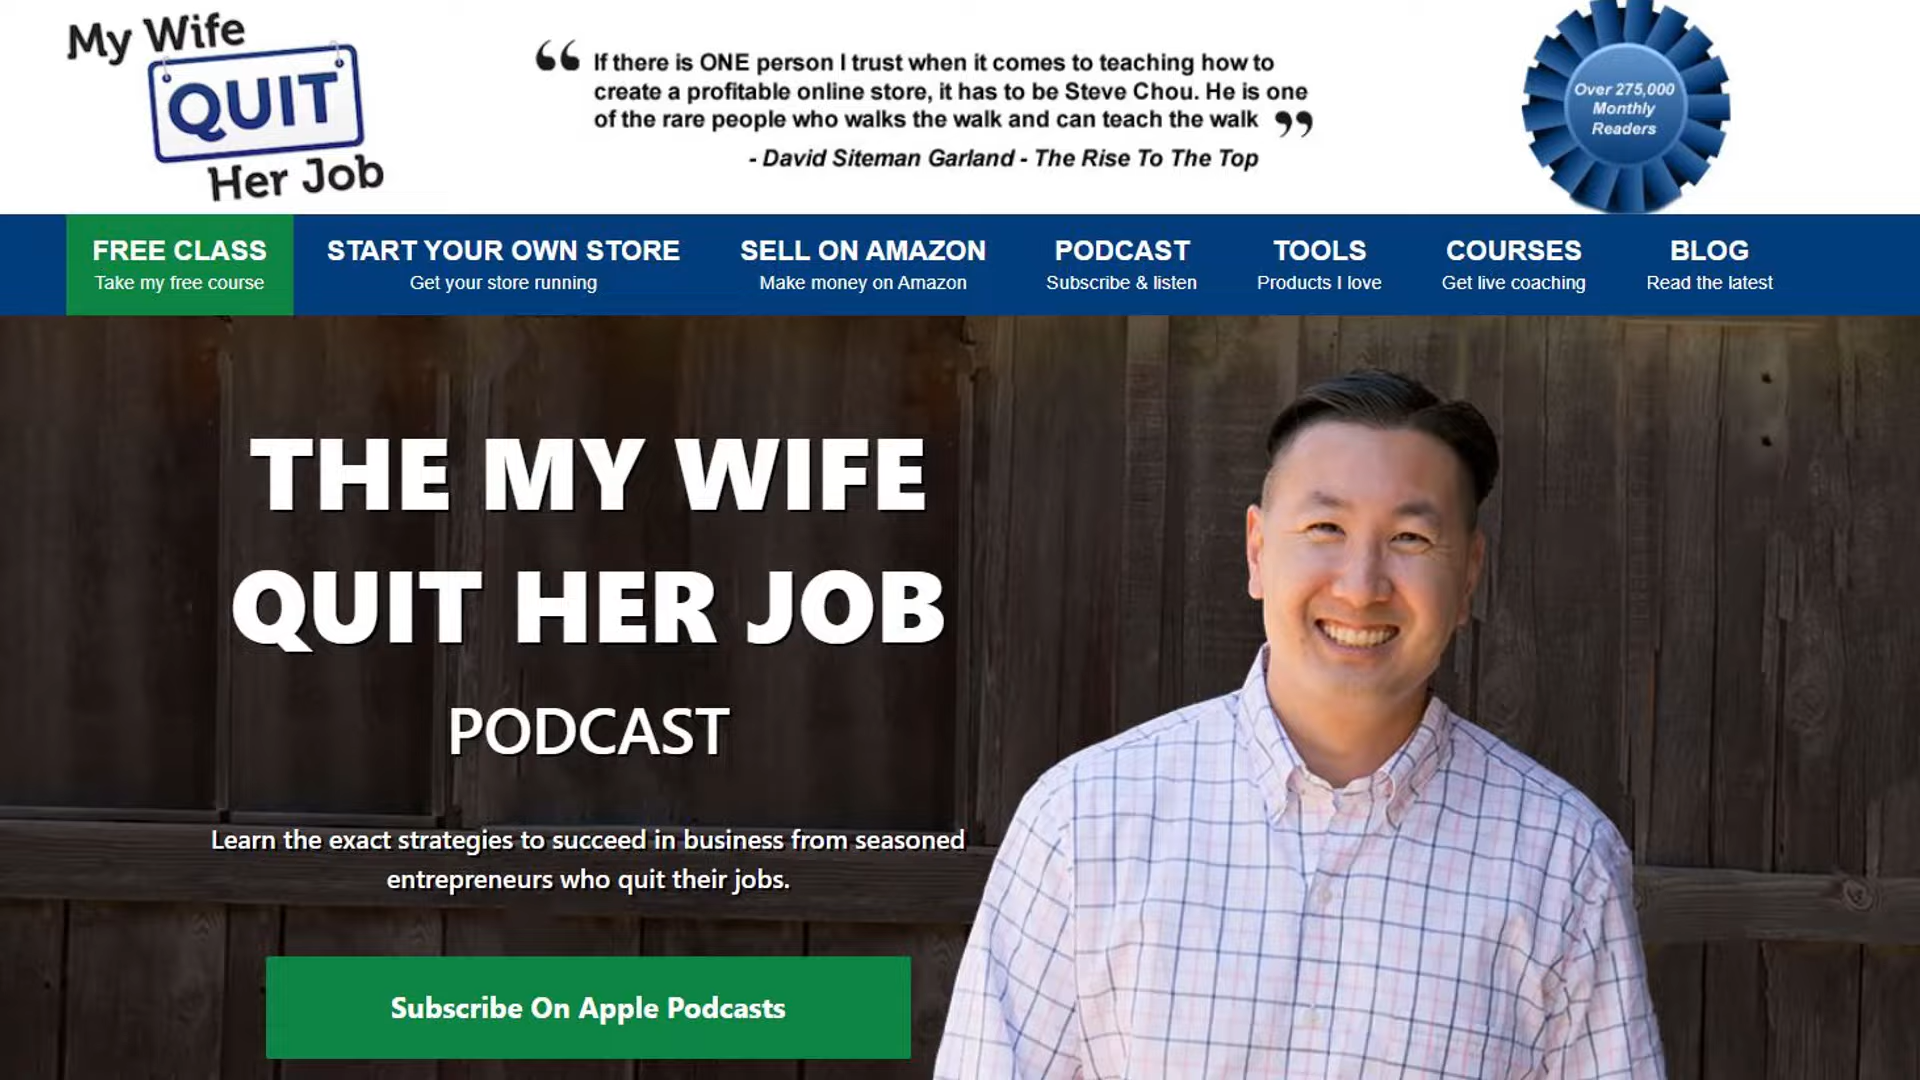 My Wife
QUIT
Her Job
“ If there is ONE person I trust when it comes to teaching how to
create a profitable online store, it has to be Steve Chou. He is one
of the rare people who walks the walk and can teach the walk ”
- David Siteman Garland - The Rise To The Top
Over 275,000
Monthly
Readers
FREE CLASS
Take my free course
START YOUR OWN STORE
Get your store running
SELL ON AMAZON
Make money on Amazon
PODCAST
Subscribe & listen
TOOLS
Products I love
COURSES
Get live coaching
BLOG
Read the latest
THE MY WIFE
QUIT HER JOB
PODCAST
Learn the exact strategies to succeed in business from seasoned
entrepreneurs who quit their jobs.
Subscribe On Apple Podcasts